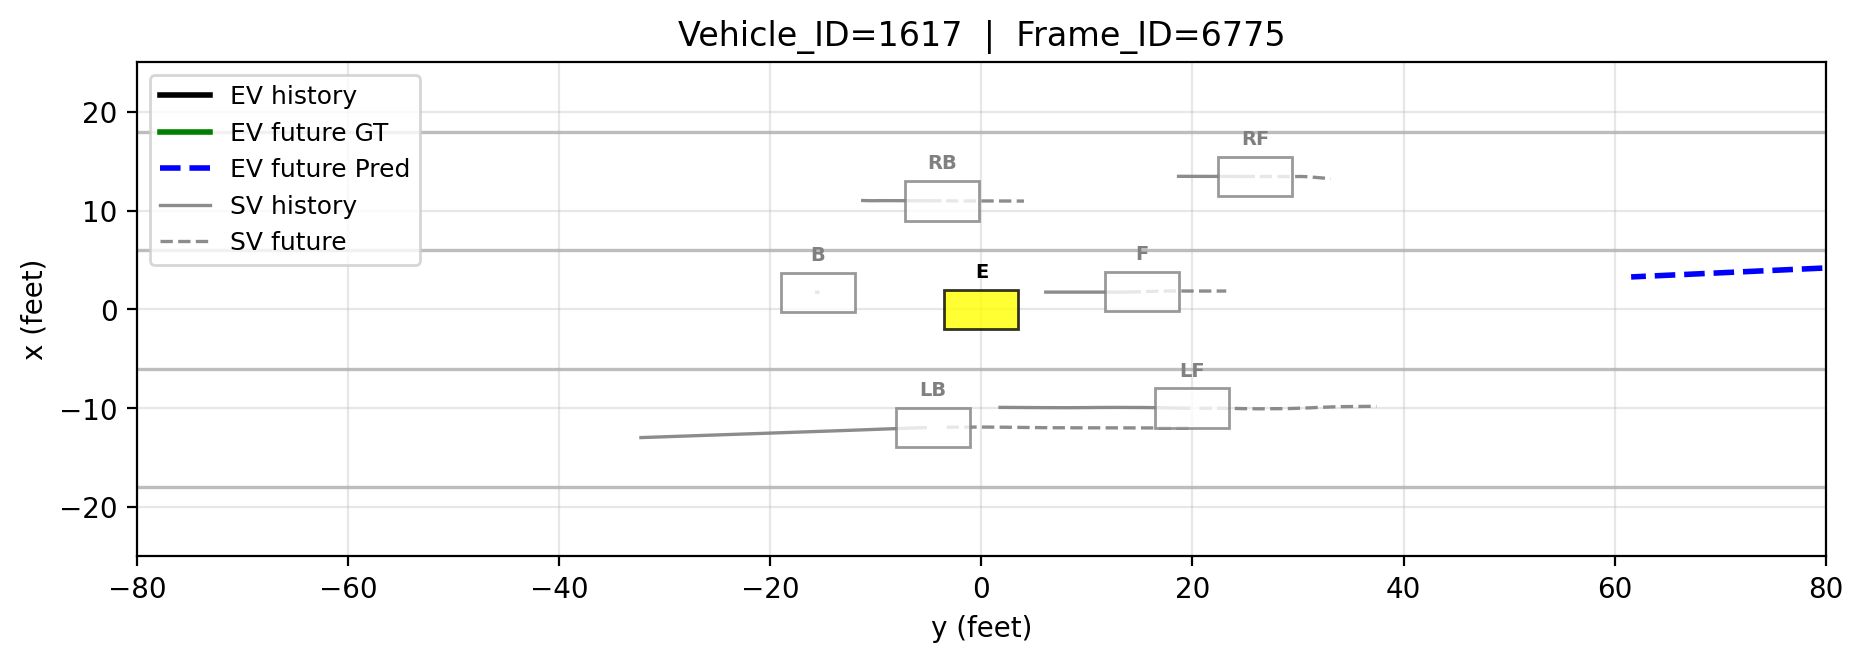 Vehicle_ID=1617 | Frame_ID=6775
EV history
EV future GT
EV future Pred
SV history
SV future
RF
RB
B
E
F
LF
LB
20
10
0
−10
−20
x (feet)
−80
−60
−40
−20
0
20
40
60
80
y (feet)